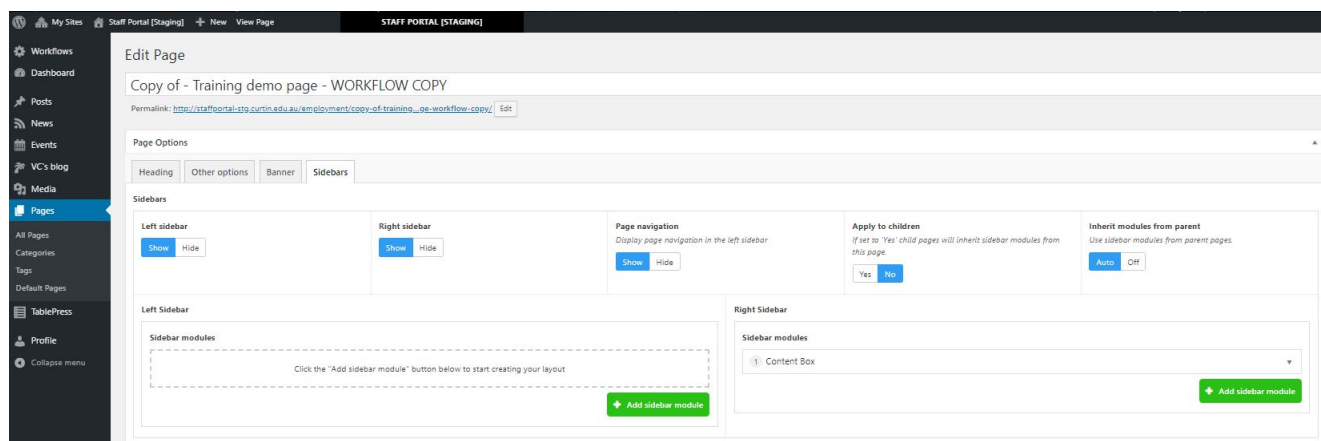 My Sites Staff Portal [Staging] + New View Page STAFF PORTAL [STAGING]
Workflows
Dashboard
Posts
News
Events
VC's blog
Media
Pages
All Pages
Categories
Tags
Default Pages
TablePress
Profile
Collapse menu
Edit Page
Copy of - Training demo page - WORKFLOW COPY
Permalink: http://staffportal-stg.curtin.edu.au/employment/copy-of-training...ge-workflow-copy/ Edit
Page Options
Heading Other options Banner Sidebars
Sidebars
Left sidebar
Show Hide
Right sidebar
Show Hide
Page navigation
Display page navigation in the left sidebar
Show Hide
Apply to children
If set to 'Yes' child pages will inherit sidebar modules from
this page.
Yes No
Inherit modules from parent
Use sidebar modules from parent pages.
Auto Off
Left Sidebar
Sidebar modules
Click the "Add sidebar module" button below to start creating your layout
+ Add sidebar module
Right Sidebar
Sidebar modules
1 Content Box
+ Add sidebar module